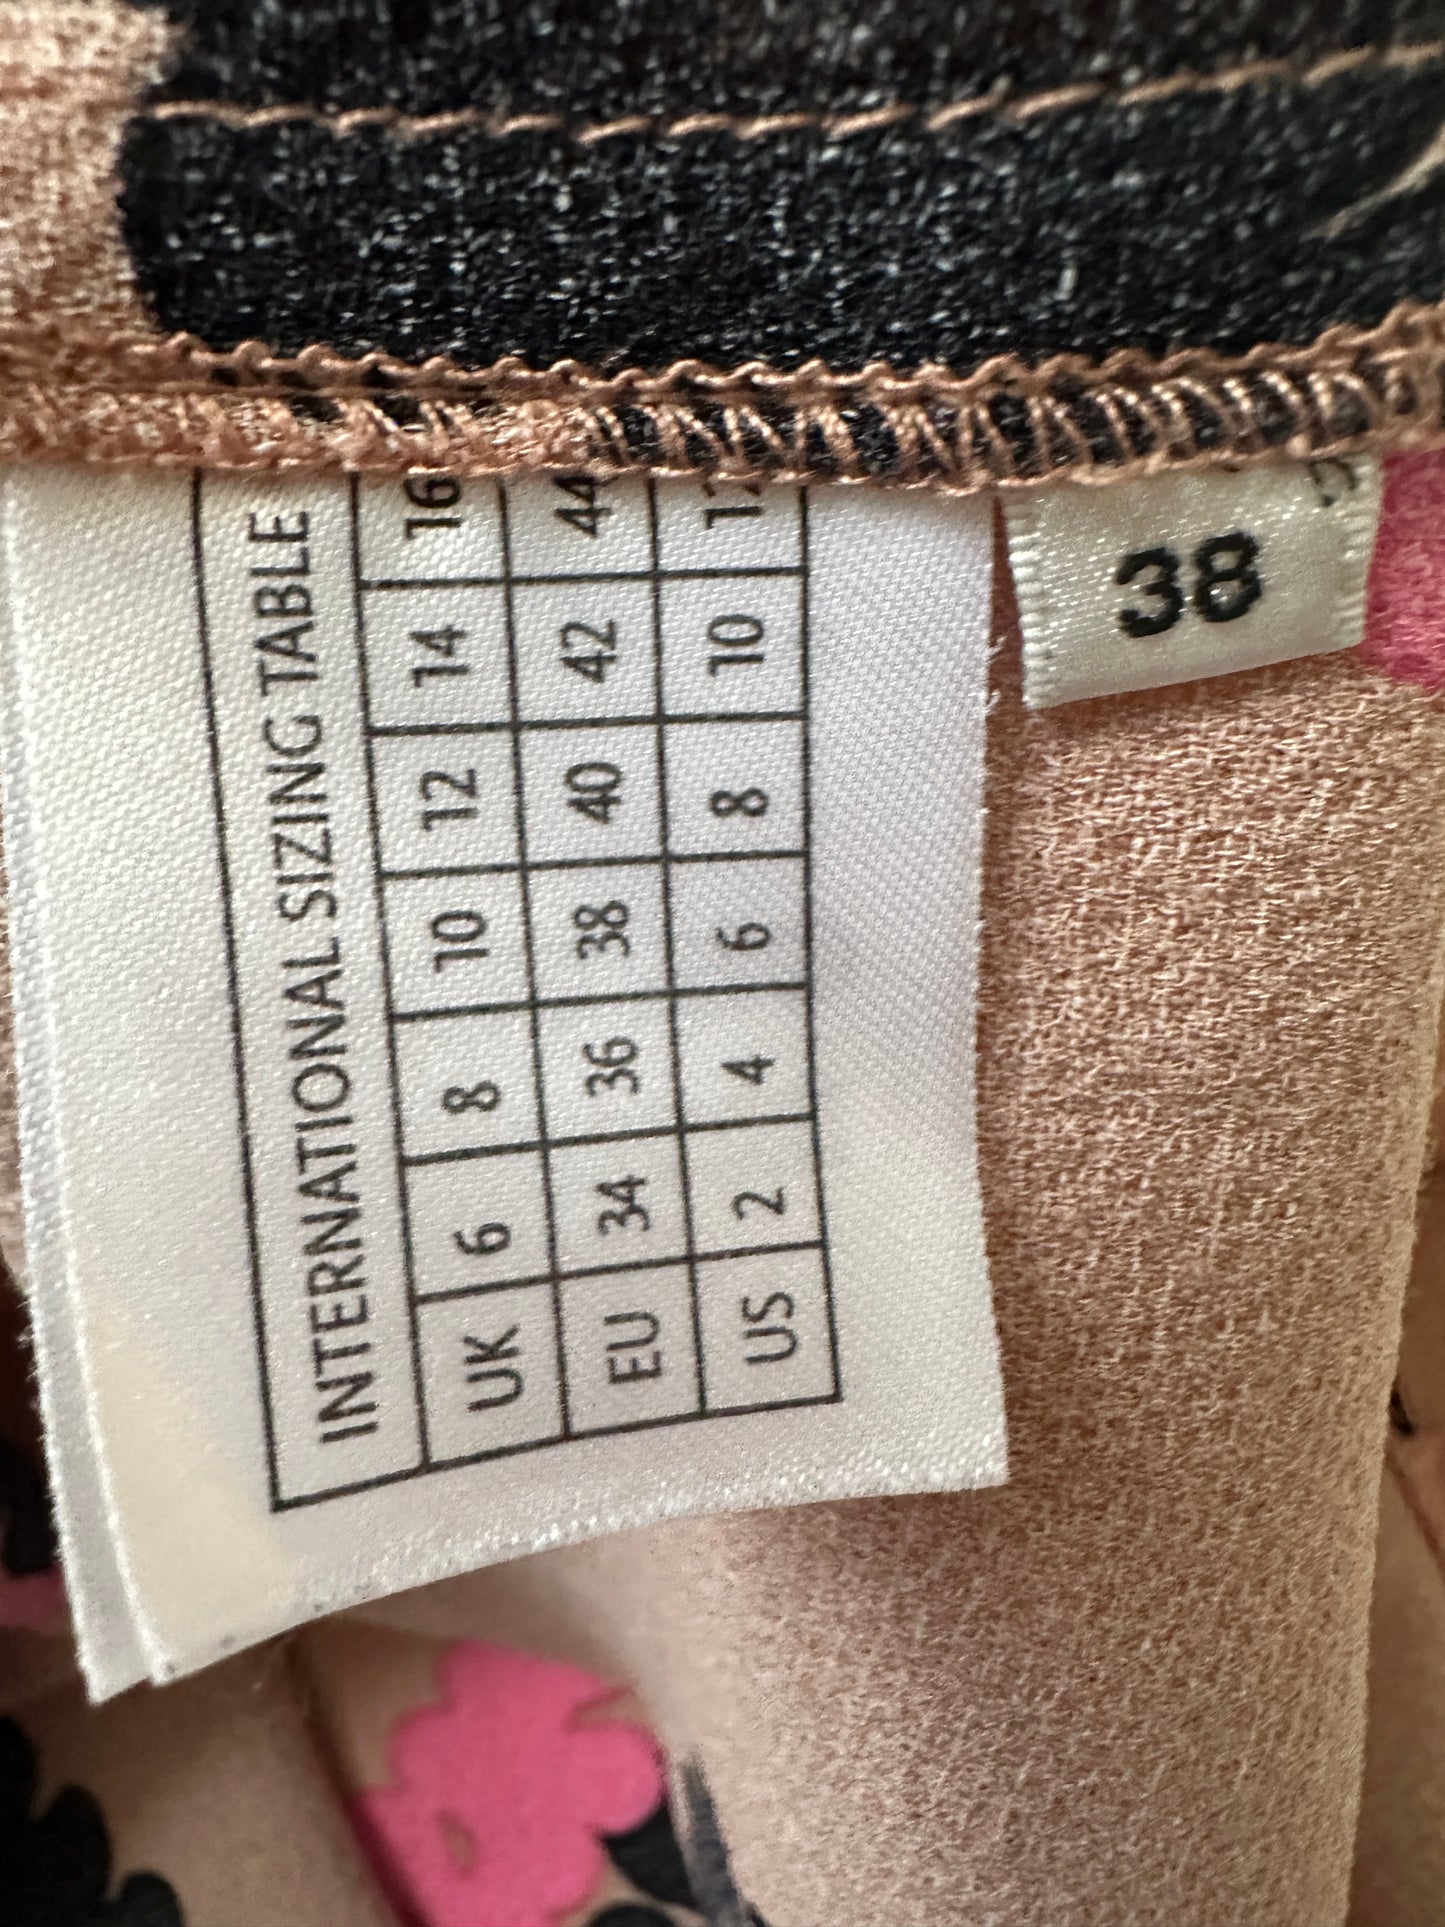 INTERNATIONAL SIZING TABLE
UK 6 8 10 12 14 16
EU 34 36 38 40 42 44
US 2 4 6 8 10
38